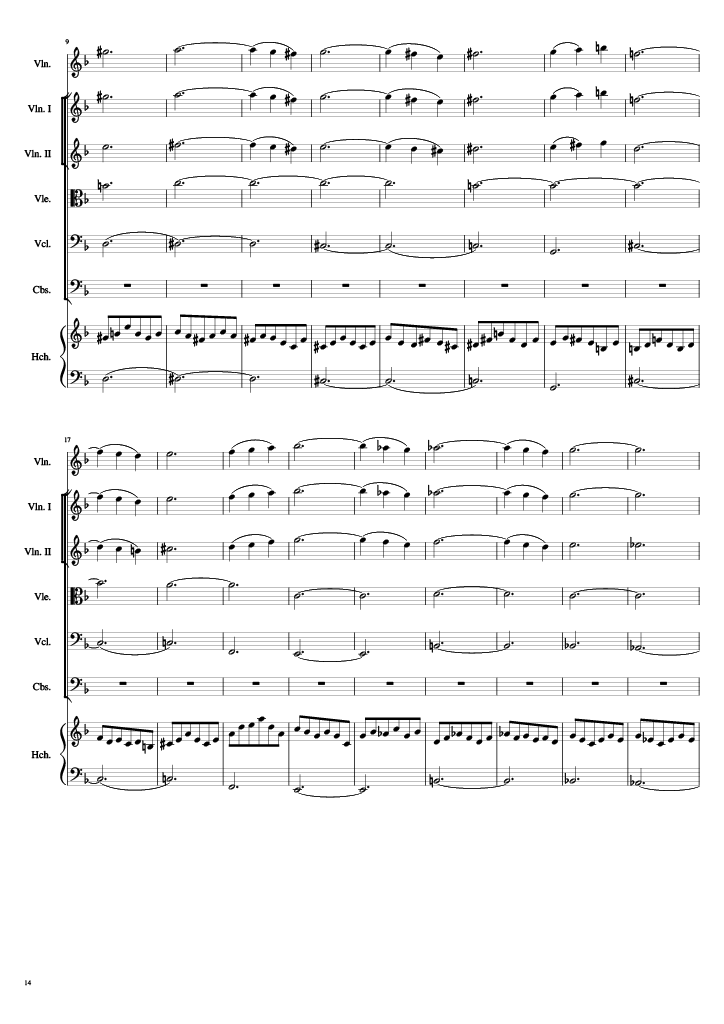 9
Vln.
Vln. I
Vln. II
Vle.
Vcl.
Cbs.
Hch.
17
Vln.
Vln. I
Vln. II
Vle.
Vcl.
Cbs.
Hch.
14